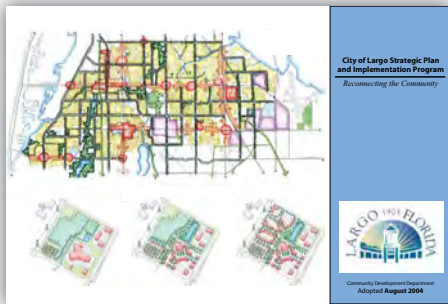 City of Largo Strategic Plan
and Implementation Program
Reconnecting the Community
LARGO 1905 FLORIDA
Community Development Department
Adopted August 2004